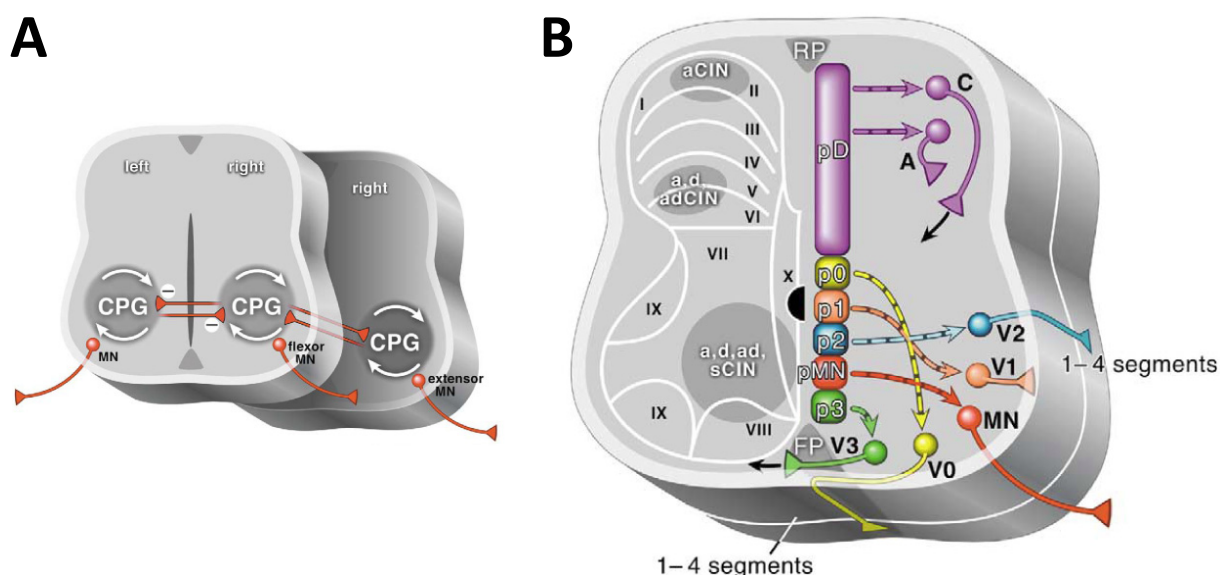 A
left
right
right
CPG
−
CPG
−
CPG
MN
flexor
MN
extensor
MN
B
RP
aCIN
I
II
III
IV
V
VI
a,d,
adCIN
VII
IX
X
a,d,ad,
sCIN
IX
VIII
pD
p0
p1
p2
pMN
p3
FP
C
A
V2
V1
MN
V3
V0
1–4 segments
1–4 segments